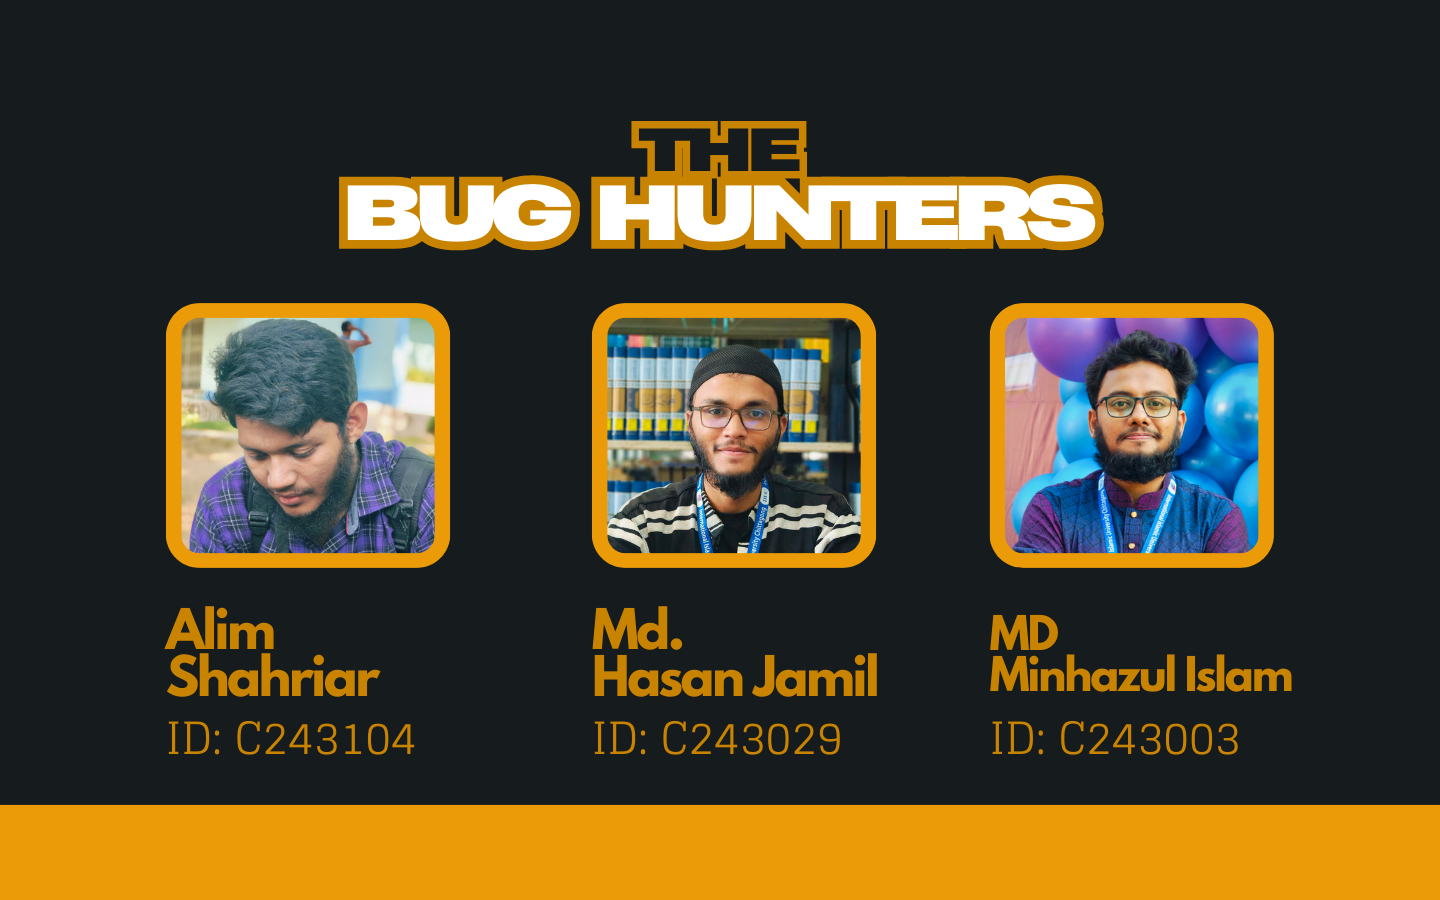 THE
BUG HUNTERS
Alim
Shahriar
ID: C243104
Md.
Hasan Jamil
ID: C243029
MD
Minhazul Islam
ID: C243003